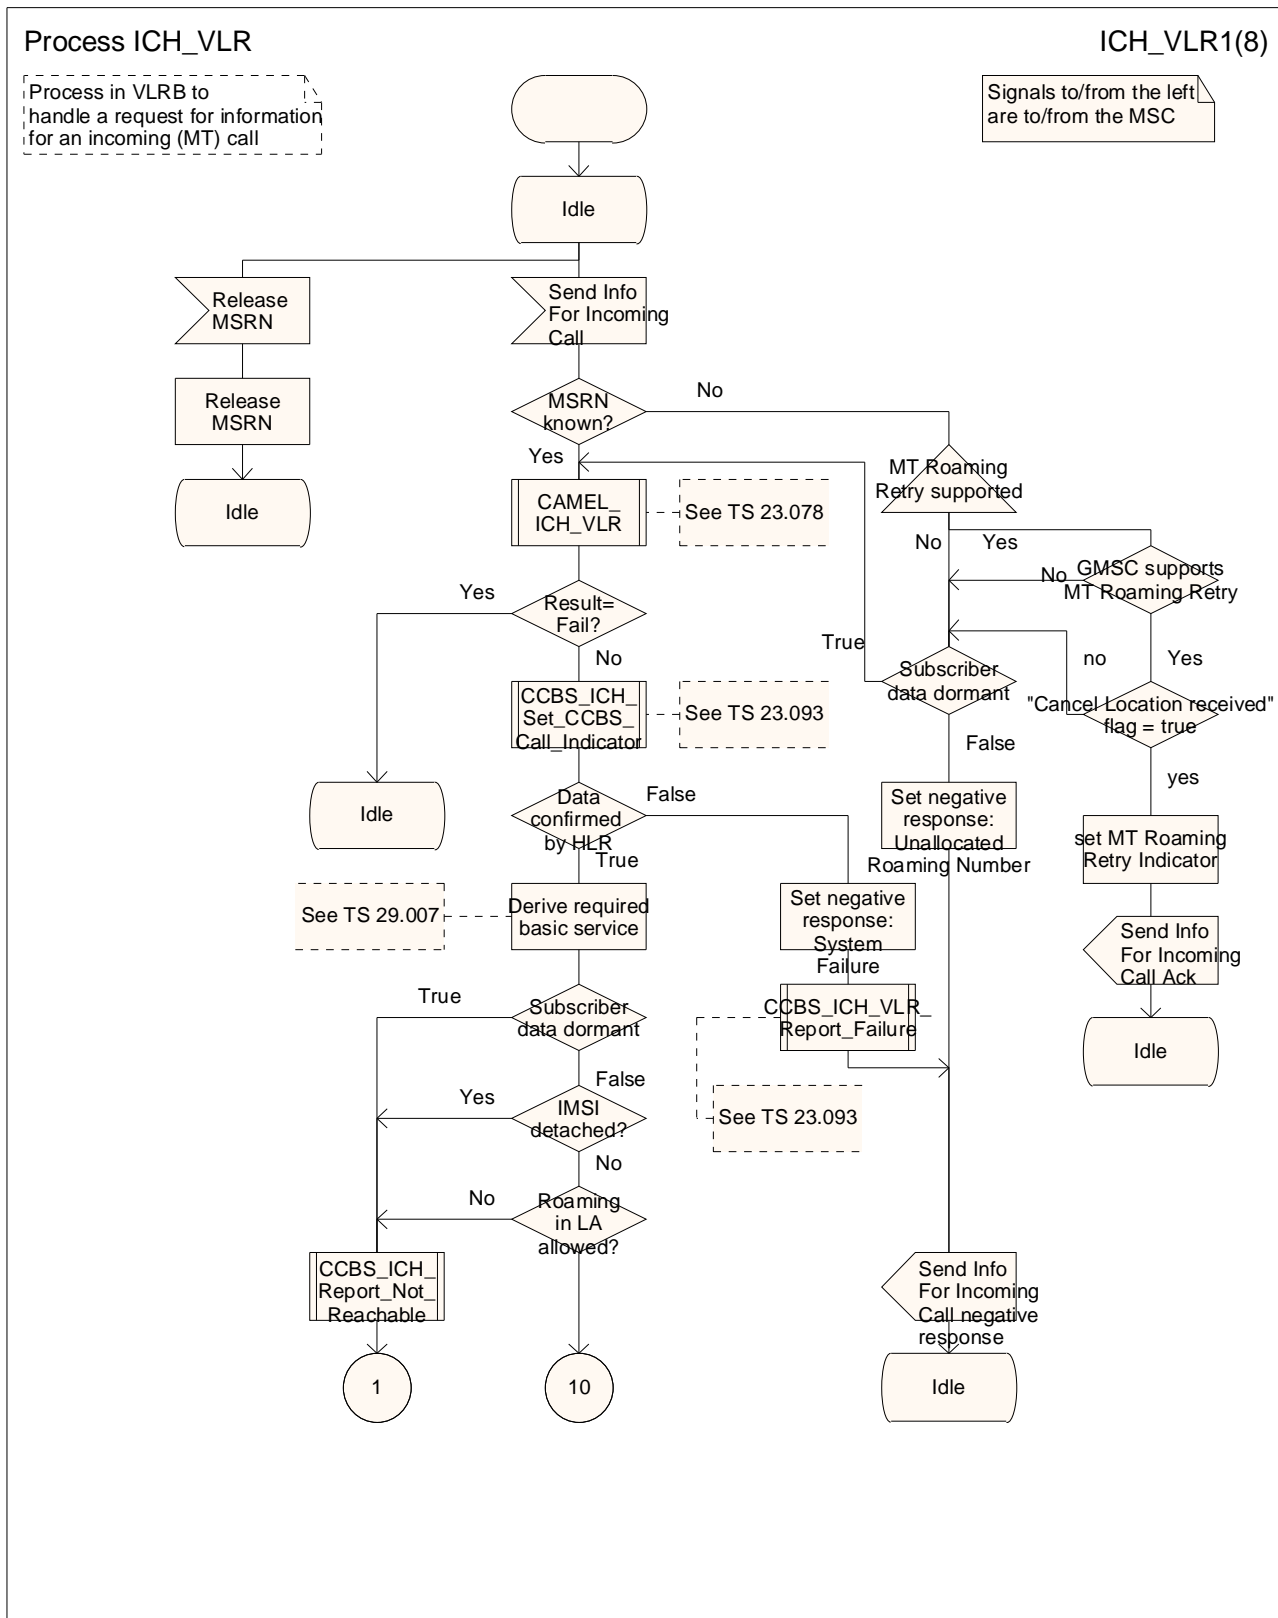 Process ICH_VLR
ICH_VLR1(8)
Process in VLRB to
handle a request for information
for an incoming (MT) call
Signals to/from the left
are to/from the MSC
Idle
Release
MSRN
Send Info
For Incoming
Call
Release
MSRN
MSRN
known?
No
Yes
MT Roaming
Retry supported
Idle
CAMEL_
ICH_VLR
See TS 23.078
No
Yes
GMSC supports
MT Roaming Retry
No
Yes
Result=
Fail?
No
True
Subscriber
data dormant
no
Yes
CCBS_ICH_
Set_CCBS_
Call_Indicator
See TS 23.093
"Cancel Location received"
flag = true
False
yes
Idle
Data
confirmed
by HLR
False
True
Set negative
response:
Unallocated
Roaming Number
set MT Roaming
Retry Indicator
See TS 29.007
Derive required
basic service
Set negative
response:
System
Failure
Send Info
For Incoming
Call Ack
True
Subscriber
data dormant
False
CCBS_ICH_VLR_
Report_Failure
Idle
Yes
IMSI
detached?
No
See TS 23.093
No
Roaming
in LA
allowed?
CCBS_ICH_
Report_Not_
Reachable
Send Info
For Incoming
Call negative
response
1
10
Idle